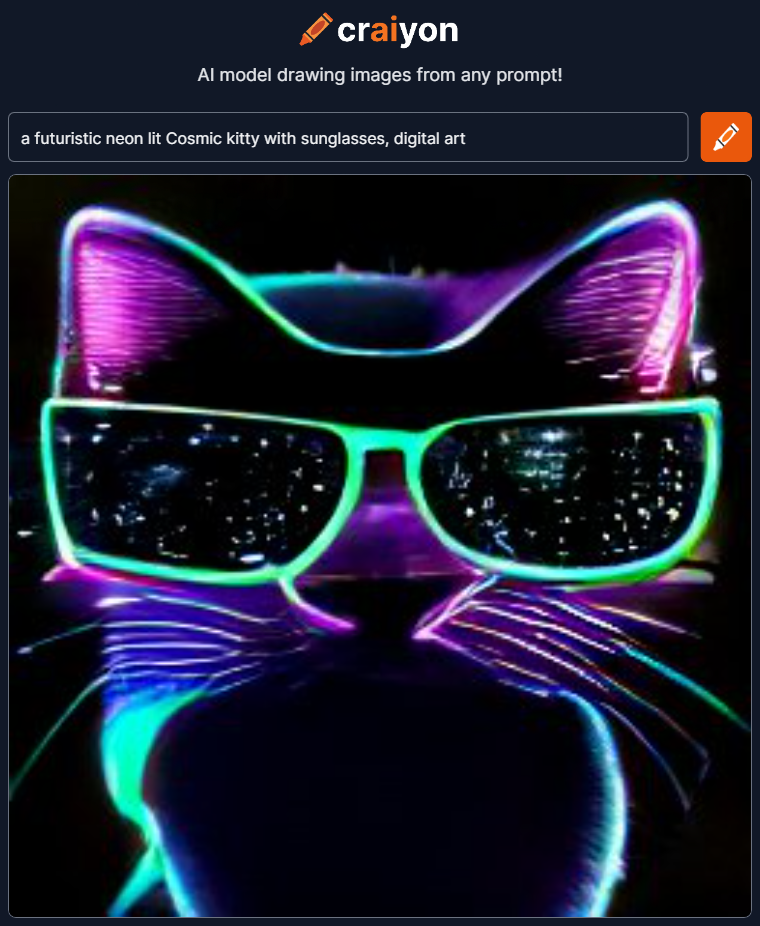 craiyon
AI model drawing images from any prompt!
a futuristic neon lit Cosmic kitty with sunglasses, digital art